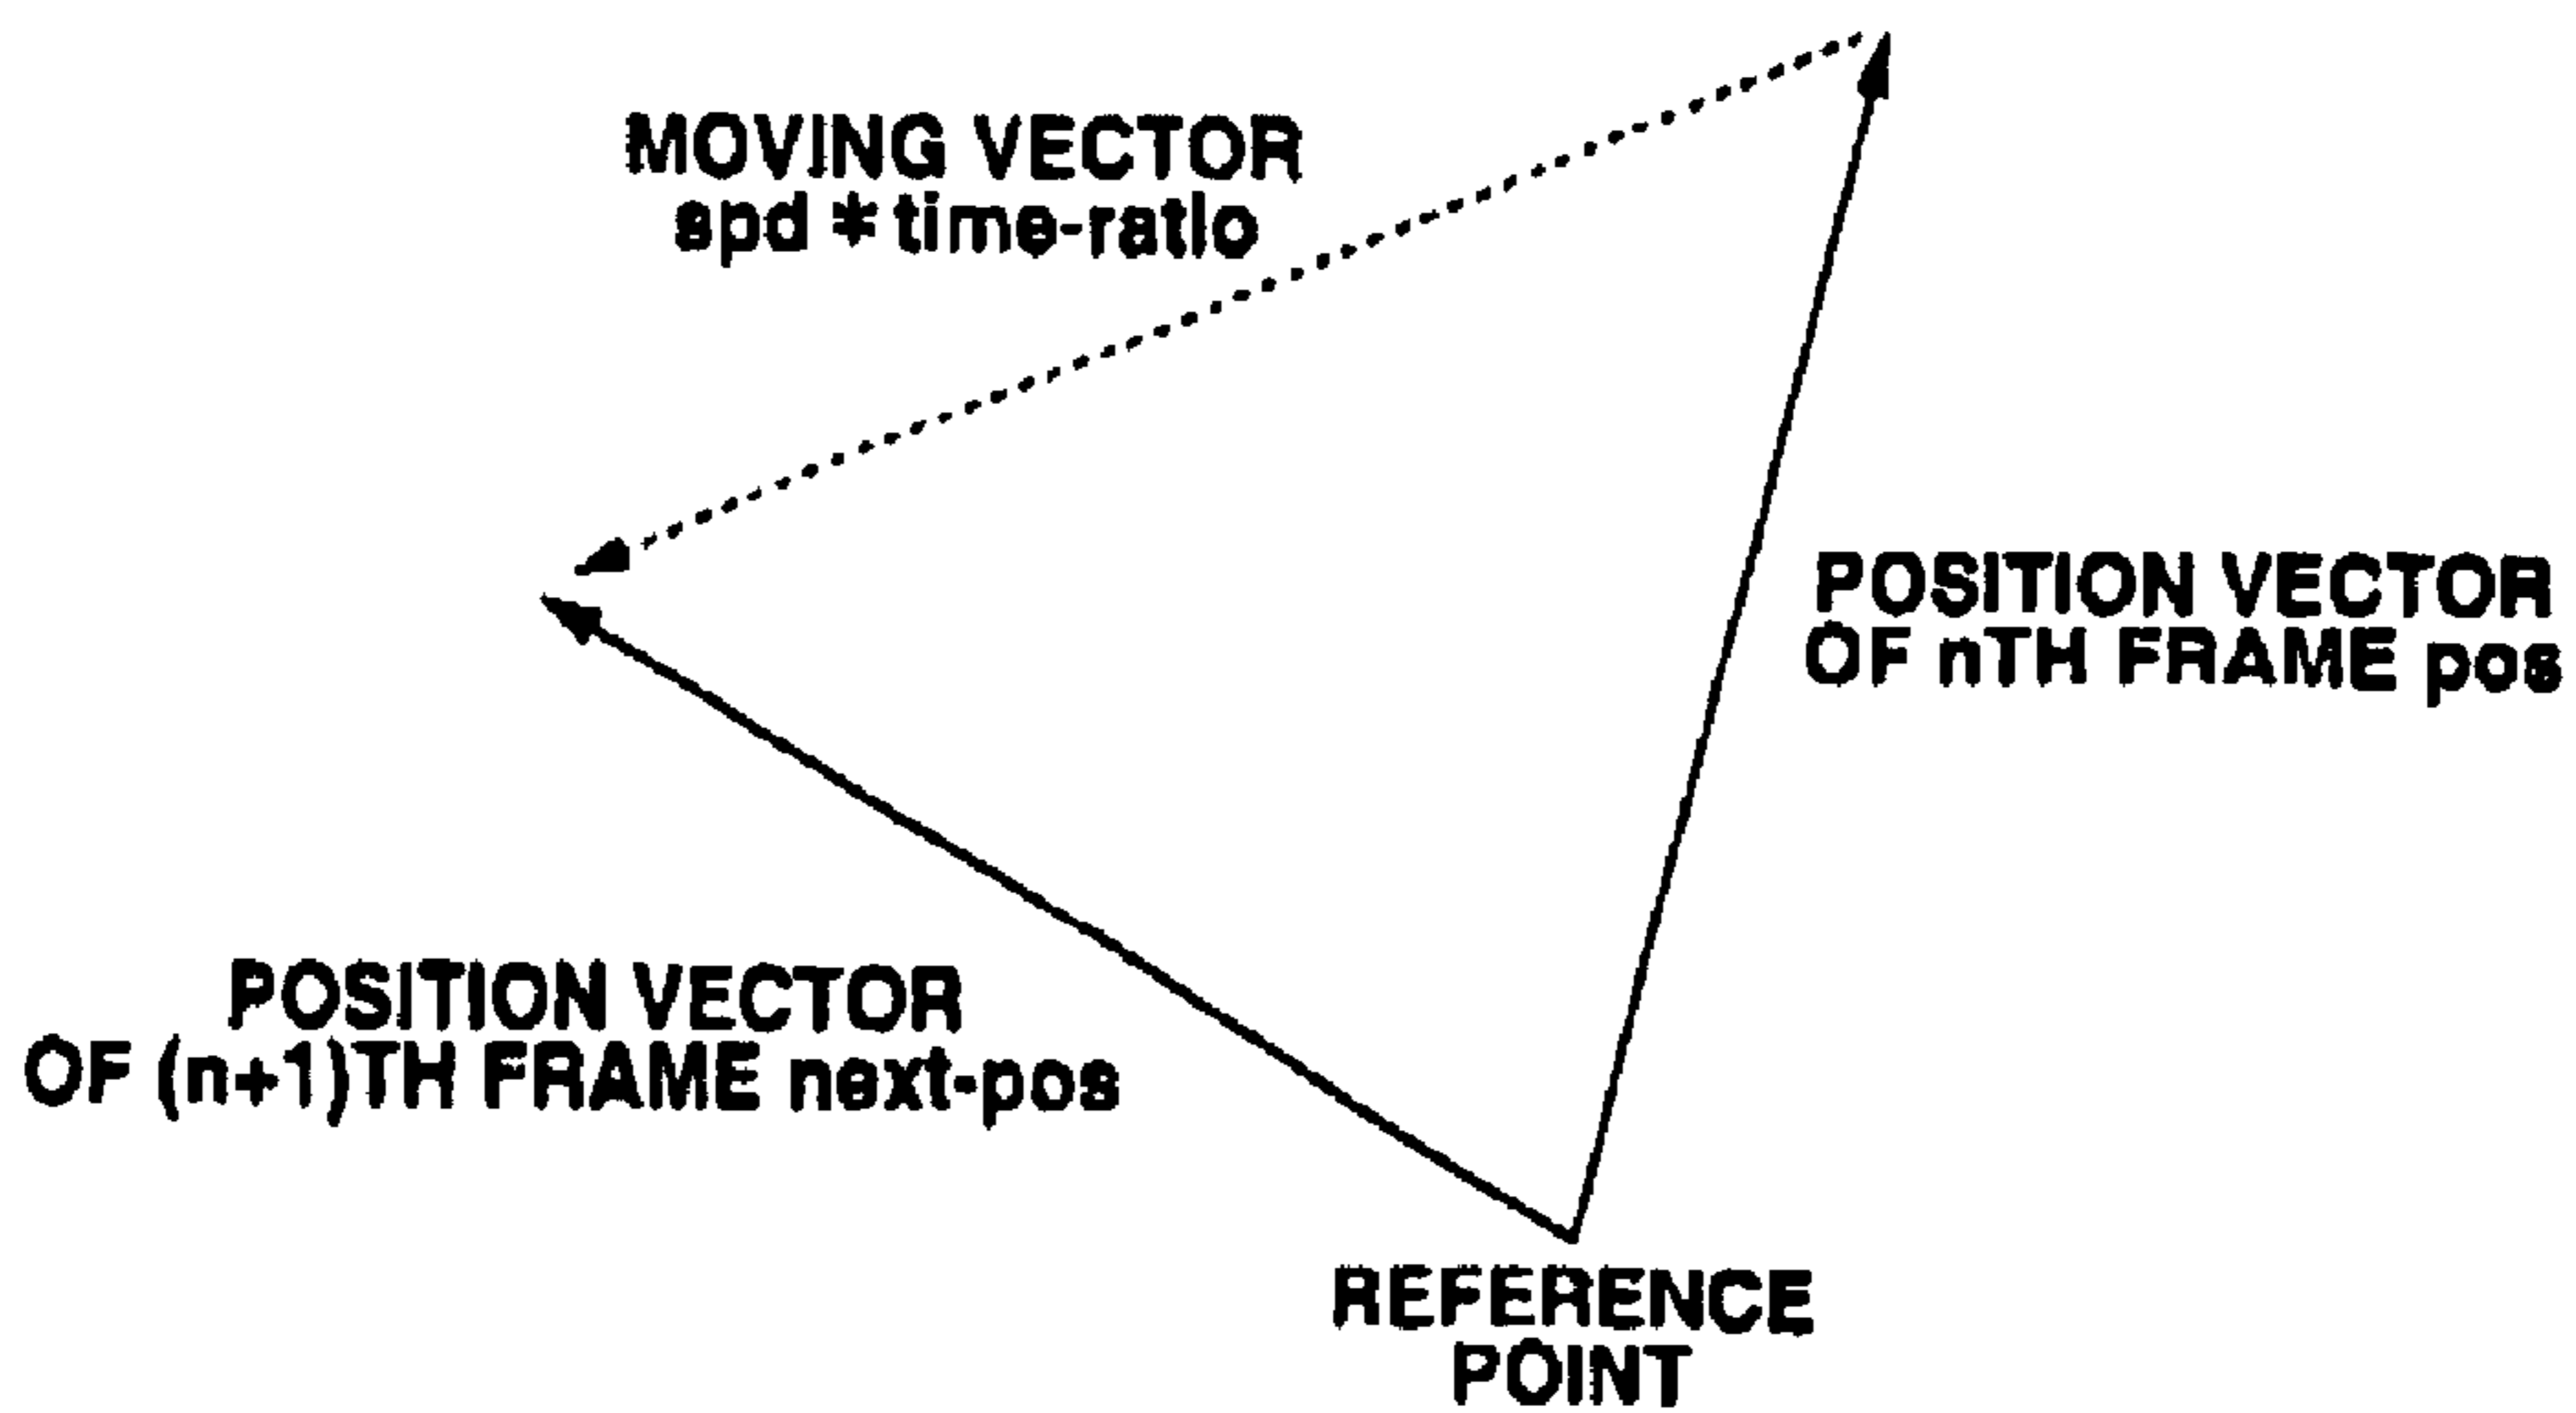 MOVING VECTOR
spd * time-ratio
POSITION VECTOR
OF nTH FRAME pos
POSITION VECTOR
OF (n+1)TH FRAME next-pos
REFERENCE
POINT